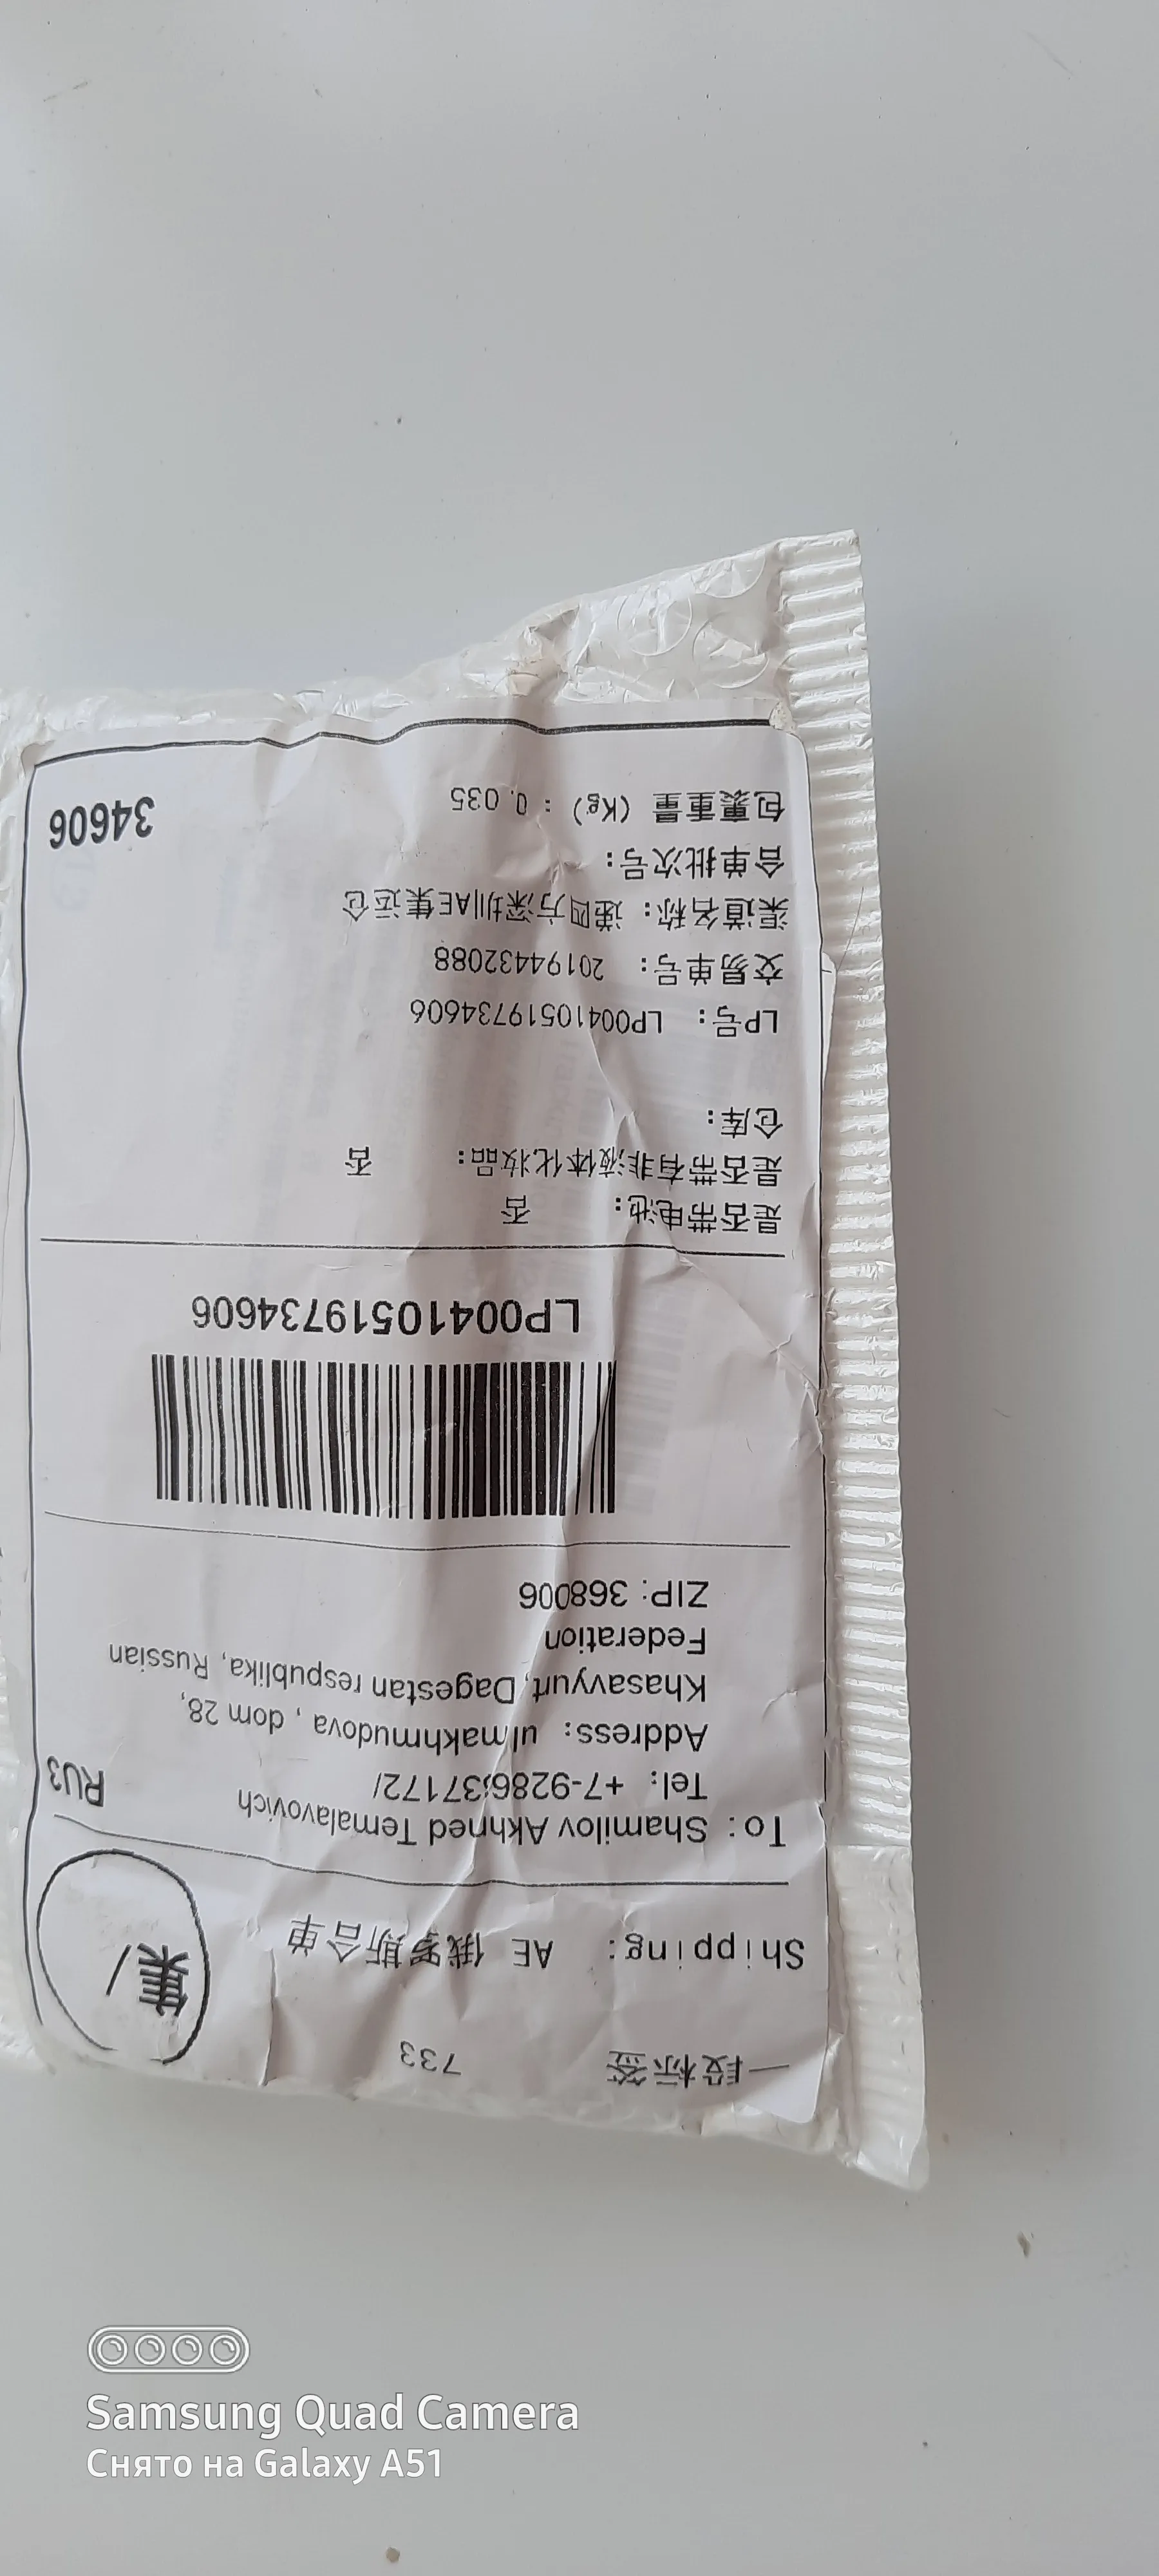 一段标签 733
Shipping: AE 俄罗斯合单
集/
To: Shamilov Akhned Temalavovich
RU3
Tel: +7-9286371727/
Address: ulmakhmudova , dom 28,
Khasavyurt, Dagestan respublika, Russian
Federation
ZIP: 368006
LP00410519734606
是否带电池: 否
是否带有非液体化妆品: 否
仓库:
LP号: LP00410519734606
交易单号: 20194432088
渠道名称: 递四方深圳AE集运仓
合单批次号:
包裹重量 (Kg) : 0.035
34606
Samsung Quad Camera
Снято на Galaxy A51